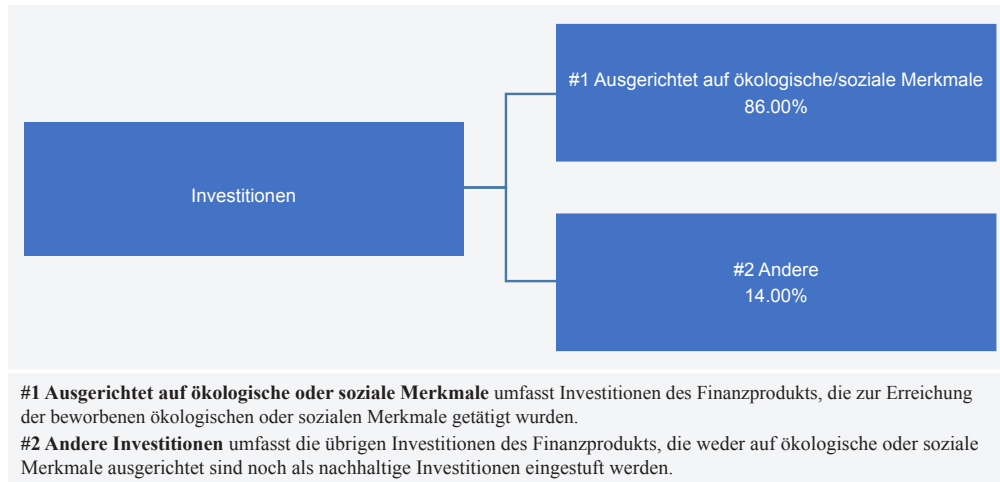 #1 Ausgerichtet auf ökologische/soziale Merkmale
86.00%
Investitionen
#2 Andere
14.00%
#1 Ausgerichtet auf ökologische oder soziale Merkmale umfasst Investitionen des Finanzprodukts, die zur Erreichung
der beworbenen ökologischen oder sozialen Merkmale getätigt wurden.
#2 Andere Investitionen umfasst die übrigen Investitionen des Finanzprodukts, die weder auf ökologische oder soziale
Merkmale ausgerichtet sind noch als nachhaltige Investitionen eingestuft werden.